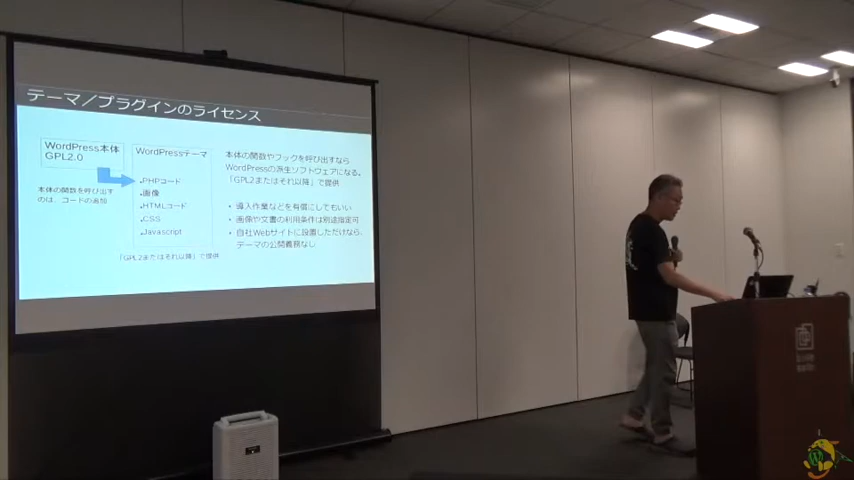 テーマ／プラグインのライセンス
WordPress本体
GPL2.0
本体の関数を呼び出す
のは、コードの追加
WordPressテーマ
•PHPコード
•画像
•HTMLコード
•CSS
•Javascript
「GPL2またはそれ以降」で提供
本体の関数やフックを呼び出すなら
WordPressの派生ソフトウェアになる。
「GPL2またはそれ以降」で提供
• 導入作業などを有償にしてもいい
• 画像や文書の利用条件は別途指定可
• 自社Webサイトに設置しただけなら、
テーマの公開義務なし